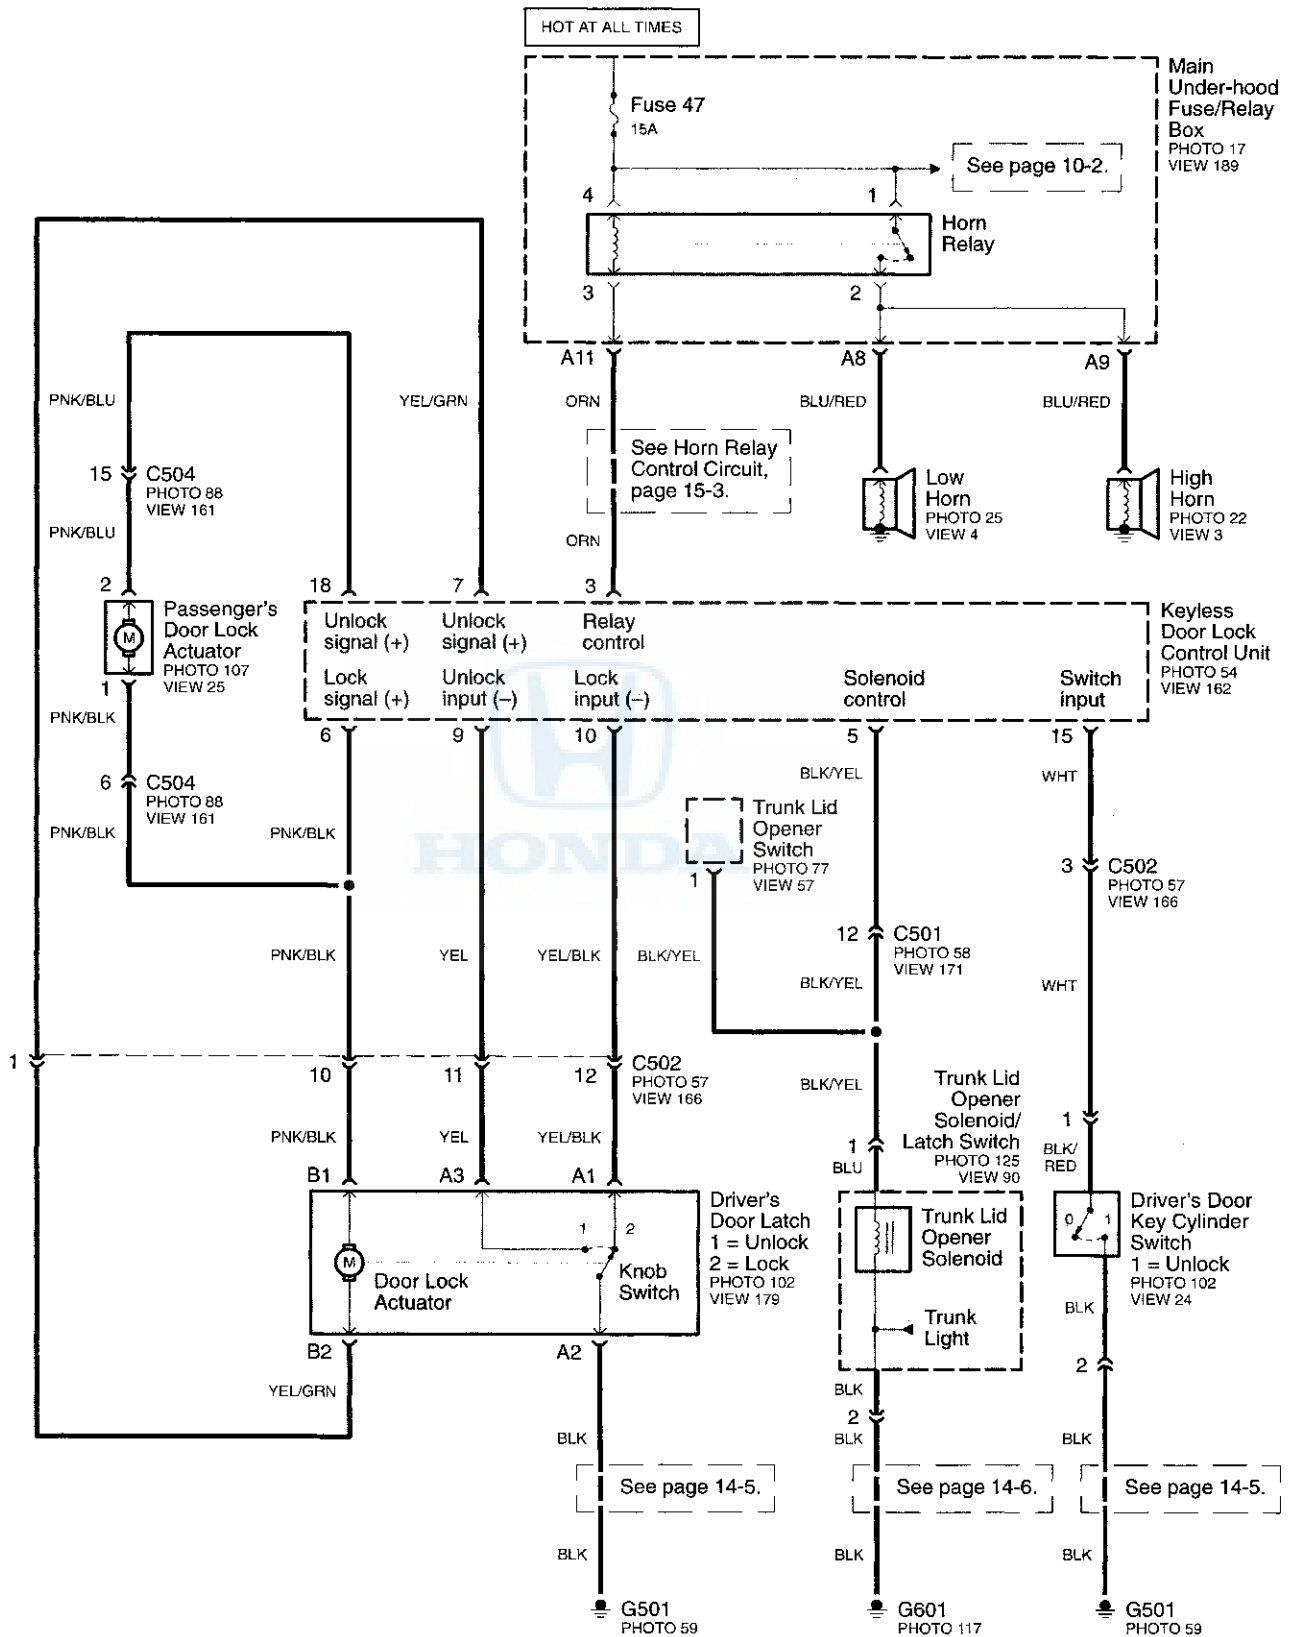 HOT AT ALL TIMES
Main
Under-hood
Fuse/Relay
Box
PHOTO 17
VIEW 189
Fuse 47
15A
See page 10-2.
4
1
Horn
Relay
3
2
A11
A8
A9
PNK/BLU
YEL/GRN
ORN
BLU/RED
BLU/RED
See Horn Relay
Control Circuit,
page 15-3.
15
C504
PHOTO 88
VIEW 161
Low
Horn
PHOTO 25
VIEW 4
High
Horn
PHOTO 22
VIEW 3
PNK/BLU
ORN
2
18
7
3
Passenger's
Door Lock
Actuator
PHOTO 107
VIEW 25
M
1
Unlock
signal (+)
Unlock
signal (+)
Relay
control
Keyless
Door Lock
Control Unit
PHOTO 54
VIEW 162
Lock
signal (+)
Unlock
input (–)
Lock
input (–)
Solenoid
control
Switch
input
PNK/BLK
6
9
10
5
15
6
C504
PHOTO 88
VIEW 161
BLK/YEL
WHT
HONDA
PNK/BLK
PNK/BLK
Trunk Lid
Opener
Switch
PHOTO 77
VIEW 57
1
3
C502
PHOTO 57
VIEW 166
12
C501
PHOTO 58
VIEW 171
PNK/BLK
YEL
YEL/BLK
BLK/YEL
BLK/YEL
WHT
1
10
11
12
C502
PHOTO 57
VIEW 166
BLK/YEL
Trunk Lid
Opener
Solenoid/
Latch Switch
PHOTO 125
VIEW 90
1
BLU
1
BLK/
RED
PNK/BLK
YEL
YEL/BLK
B1
A3
A1
Driver's
Door Latch
1 = Unlock
2 = Lock
PHOTO 102
VIEW 179
1
2
M
Door Lock
Actuator
Knob
Switch
Trunk Lid
Opener
Solenoid
Trunk
Light
0
1
Driver's Door
Key Cylinder
Switch
1 = Unlock
PHOTO 102
VIEW 24
BLK
B2
A2
2
YEL/GRN
BLK
2
BLK
BLK
BLK
See page 14-5.
See page 14-6.
See page 14-5.
BLK
BLK
BLK
G501
PHOTO 59
G601
PHOTO 117
G501
PHOTO 59